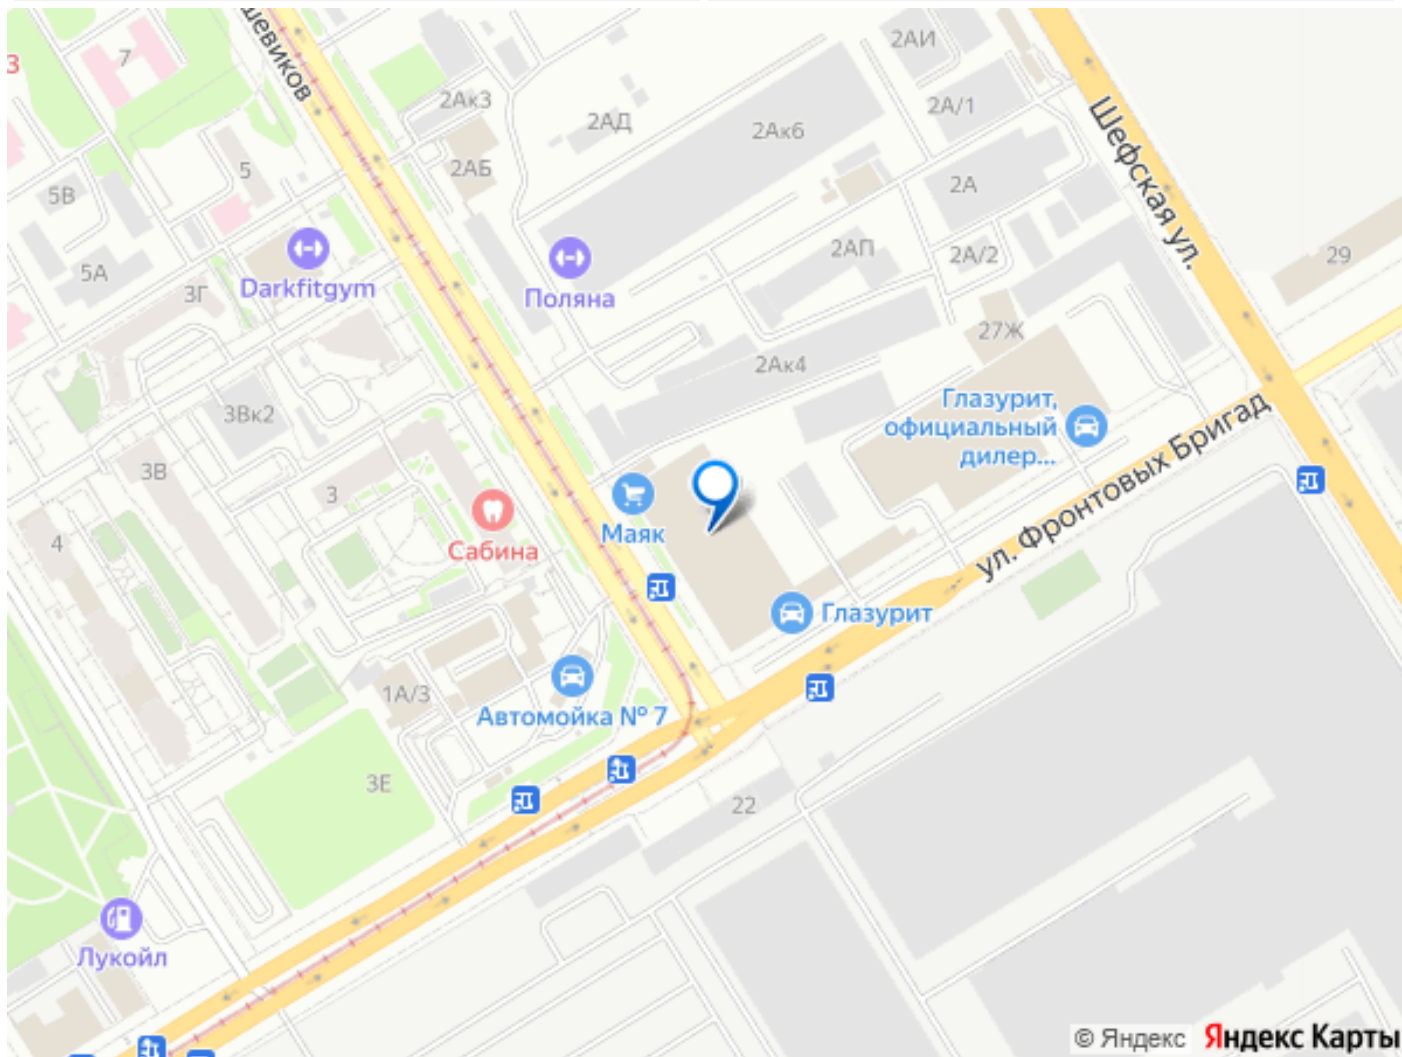 шевиков
7
3
2АИ
2Ак3
2АД
2Ак6
2А/1
Шефская ул.
5
2АБ
5В
2А
5А
3Г
Darkfitgym
Поляна
2АП
2А/2
29
27Ж
2Ак4
3Вк2
Глазурит,
официальный
дилер...
ул. Фронтовых Бригад
3В
3
4
Сабина
Маяк
Глазурит
1А/3
Автомойка № 7
3Е
22
Лукойл
© Яндекс Яндекс Карты